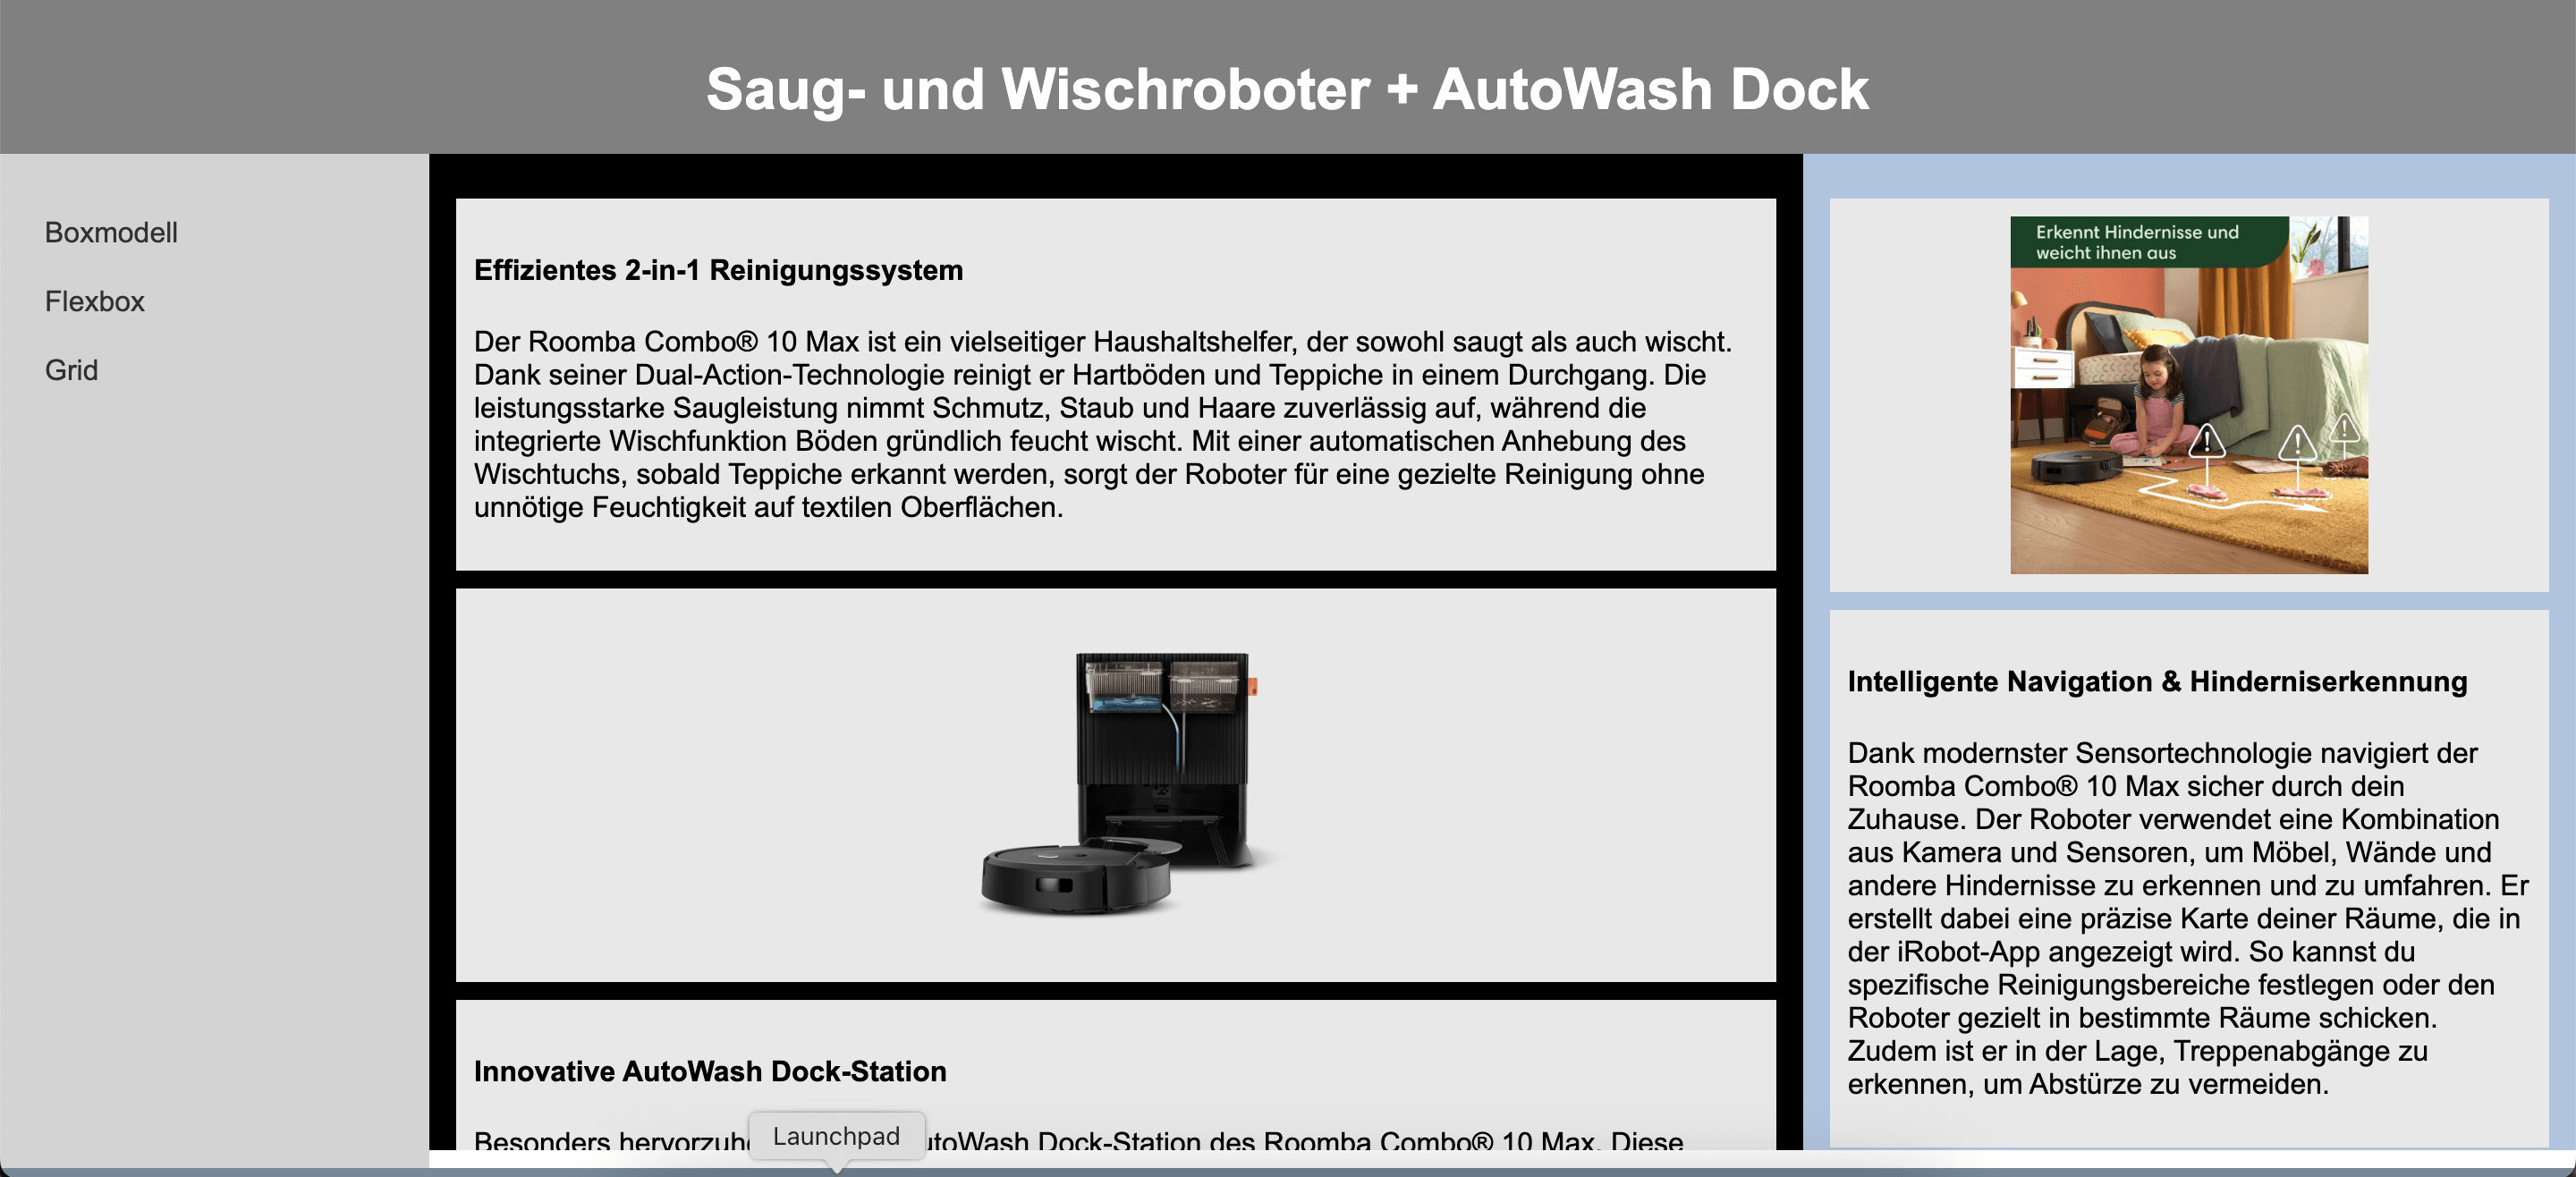 Saug- und Wischroboter + AutoWash Dock
Boxmodell
Flexbox
Grid
Effizientes 2-in-1 Reinigungssystem
Der Roomba Combo® 10 Max ist ein vielseitiger Haushaltshelfer, der sowohl saugt als auch wischt.
Dank seiner Dual-Action-Technologie reinigt er Hartböden und Teppiche in einem Durchgang. Die
leistungsstarke Saugleistung nimmt Schmutz, Staub und Haare zuverlässig auf, während die
integrierte Wischfunktion Böden gründlich feucht wischt. Mit einer automatischen Anhebung des
Wischtuchs, sobald Teppiche erkannt werden, sorgt der Roboter für eine gezielte Reinigung ohne
unnötige Feuchtigkeit auf textilen Oberflächen.
Innovative AutoWash Dock-Station
Besonders Dock-Station des Roomba Combo® 10 Max. Diese
Launchpad
Erkennt Hindernisse und
weicht ihnen aus
Intelligente Navigation & Hinderniserkennung
Dank modernster Sensortechnologie navigiert der
Roomba Combo® 10 Max sicher durch dein
Zuhause. Der Roboter verwendet eine Kombination
aus Kamera und Sensoren, um Möbel, Wände und
andere Hindernisse zu erkennen und zu umfahren. Er
erstellt dabei eine präzise Karte deiner Räume, die in
der iRobot-App angezeigt wird. So kannst du
spezifische Reinigungsbereiche festlegen oder den
Roboter gezielt in bestimmte Räume schicken.
Zudem ist er in der Lage, Treppenabgänge zu
erkennen, um Abstürze zu vermeiden.